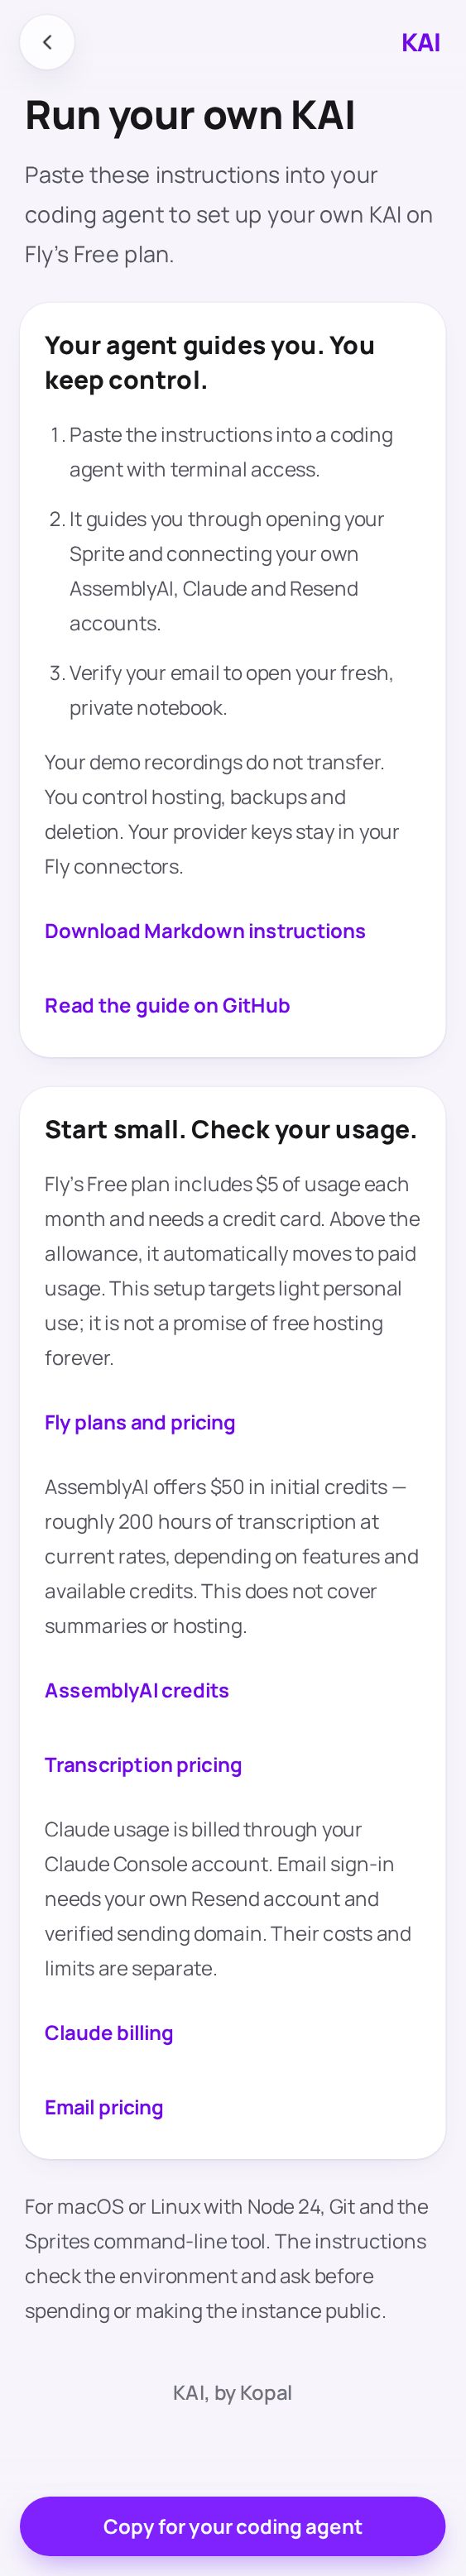 KAI
Run your own KAI
Paste these instructions into your
coding agent to set up your own KAI on
Fly's Free plan.
Your agent guides you. You
keep control.
1. Paste the instructions into a coding
agent with terminal access.
2. It guides you through opening your
Sprite and connecting your own
AssemblyAI, Claude and Resend
accounts.
3. Verify your email to open your fresh,
private notebook.
Your demo recordings do not transfer.
You control hosting, backups and
deletion. Your provider keys stay in your
Fly connectors.
Download Markdown instructions
Read the guide on GitHub
Start small. Check your usage.
Fly's Free plan includes $5 of usage each
month and needs a credit card. Above the
allowance, it automatically moves to paid
usage. This setup targets light personal
use; it is not a promise of free hosting
forever.
Fly plans and pricing
AssemblyAI offers $50 in initial credits —
roughly 200 hours of transcription at
current rates, depending on features and
available credits. This does not cover
summaries or hosting.
AssemblyAI credits
Transcription pricing
Claude usage is billed through your
Claude Console account. Email sign-in
needs your own Resend account and
verified sending domain. Their costs and
limits are separate.
Claude billing
Email pricing
For macOS or Linux with Node 24, Git and the
Sprites command-line tool. The instructions
check the environment and ask before
spending or making the instance public.
KAI, by Kopal
Copy for your coding agent